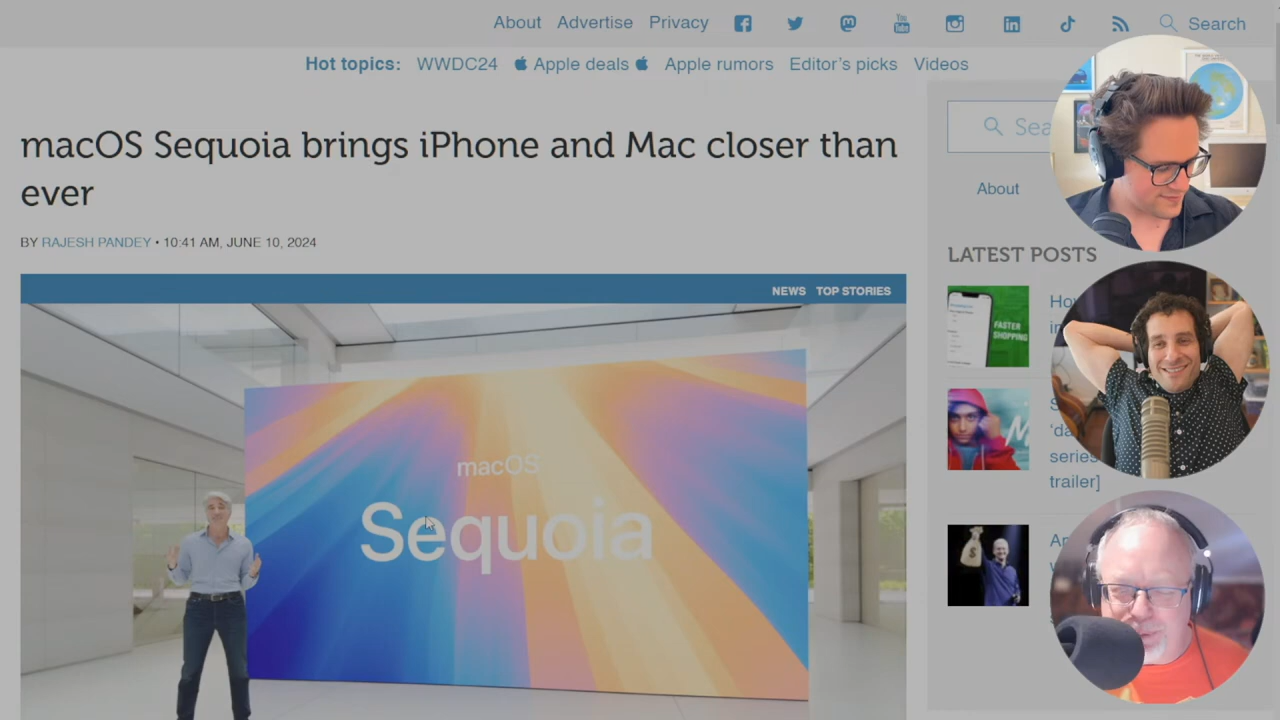 About Advertise Privacy Search
Hot topics: WWDC24 Apple deals Apple rumors Editor's picks Videos
macOS Sequoia brings iPhone and Mac closer than
ever
BY RAJESH PANDEY • 10:41 AM, JUNE 10, 2024
About
NEWS TOP STORIES
LATEST POSTS
FASTER
SHOPPING
series
trailer]
macOS
Sequoia